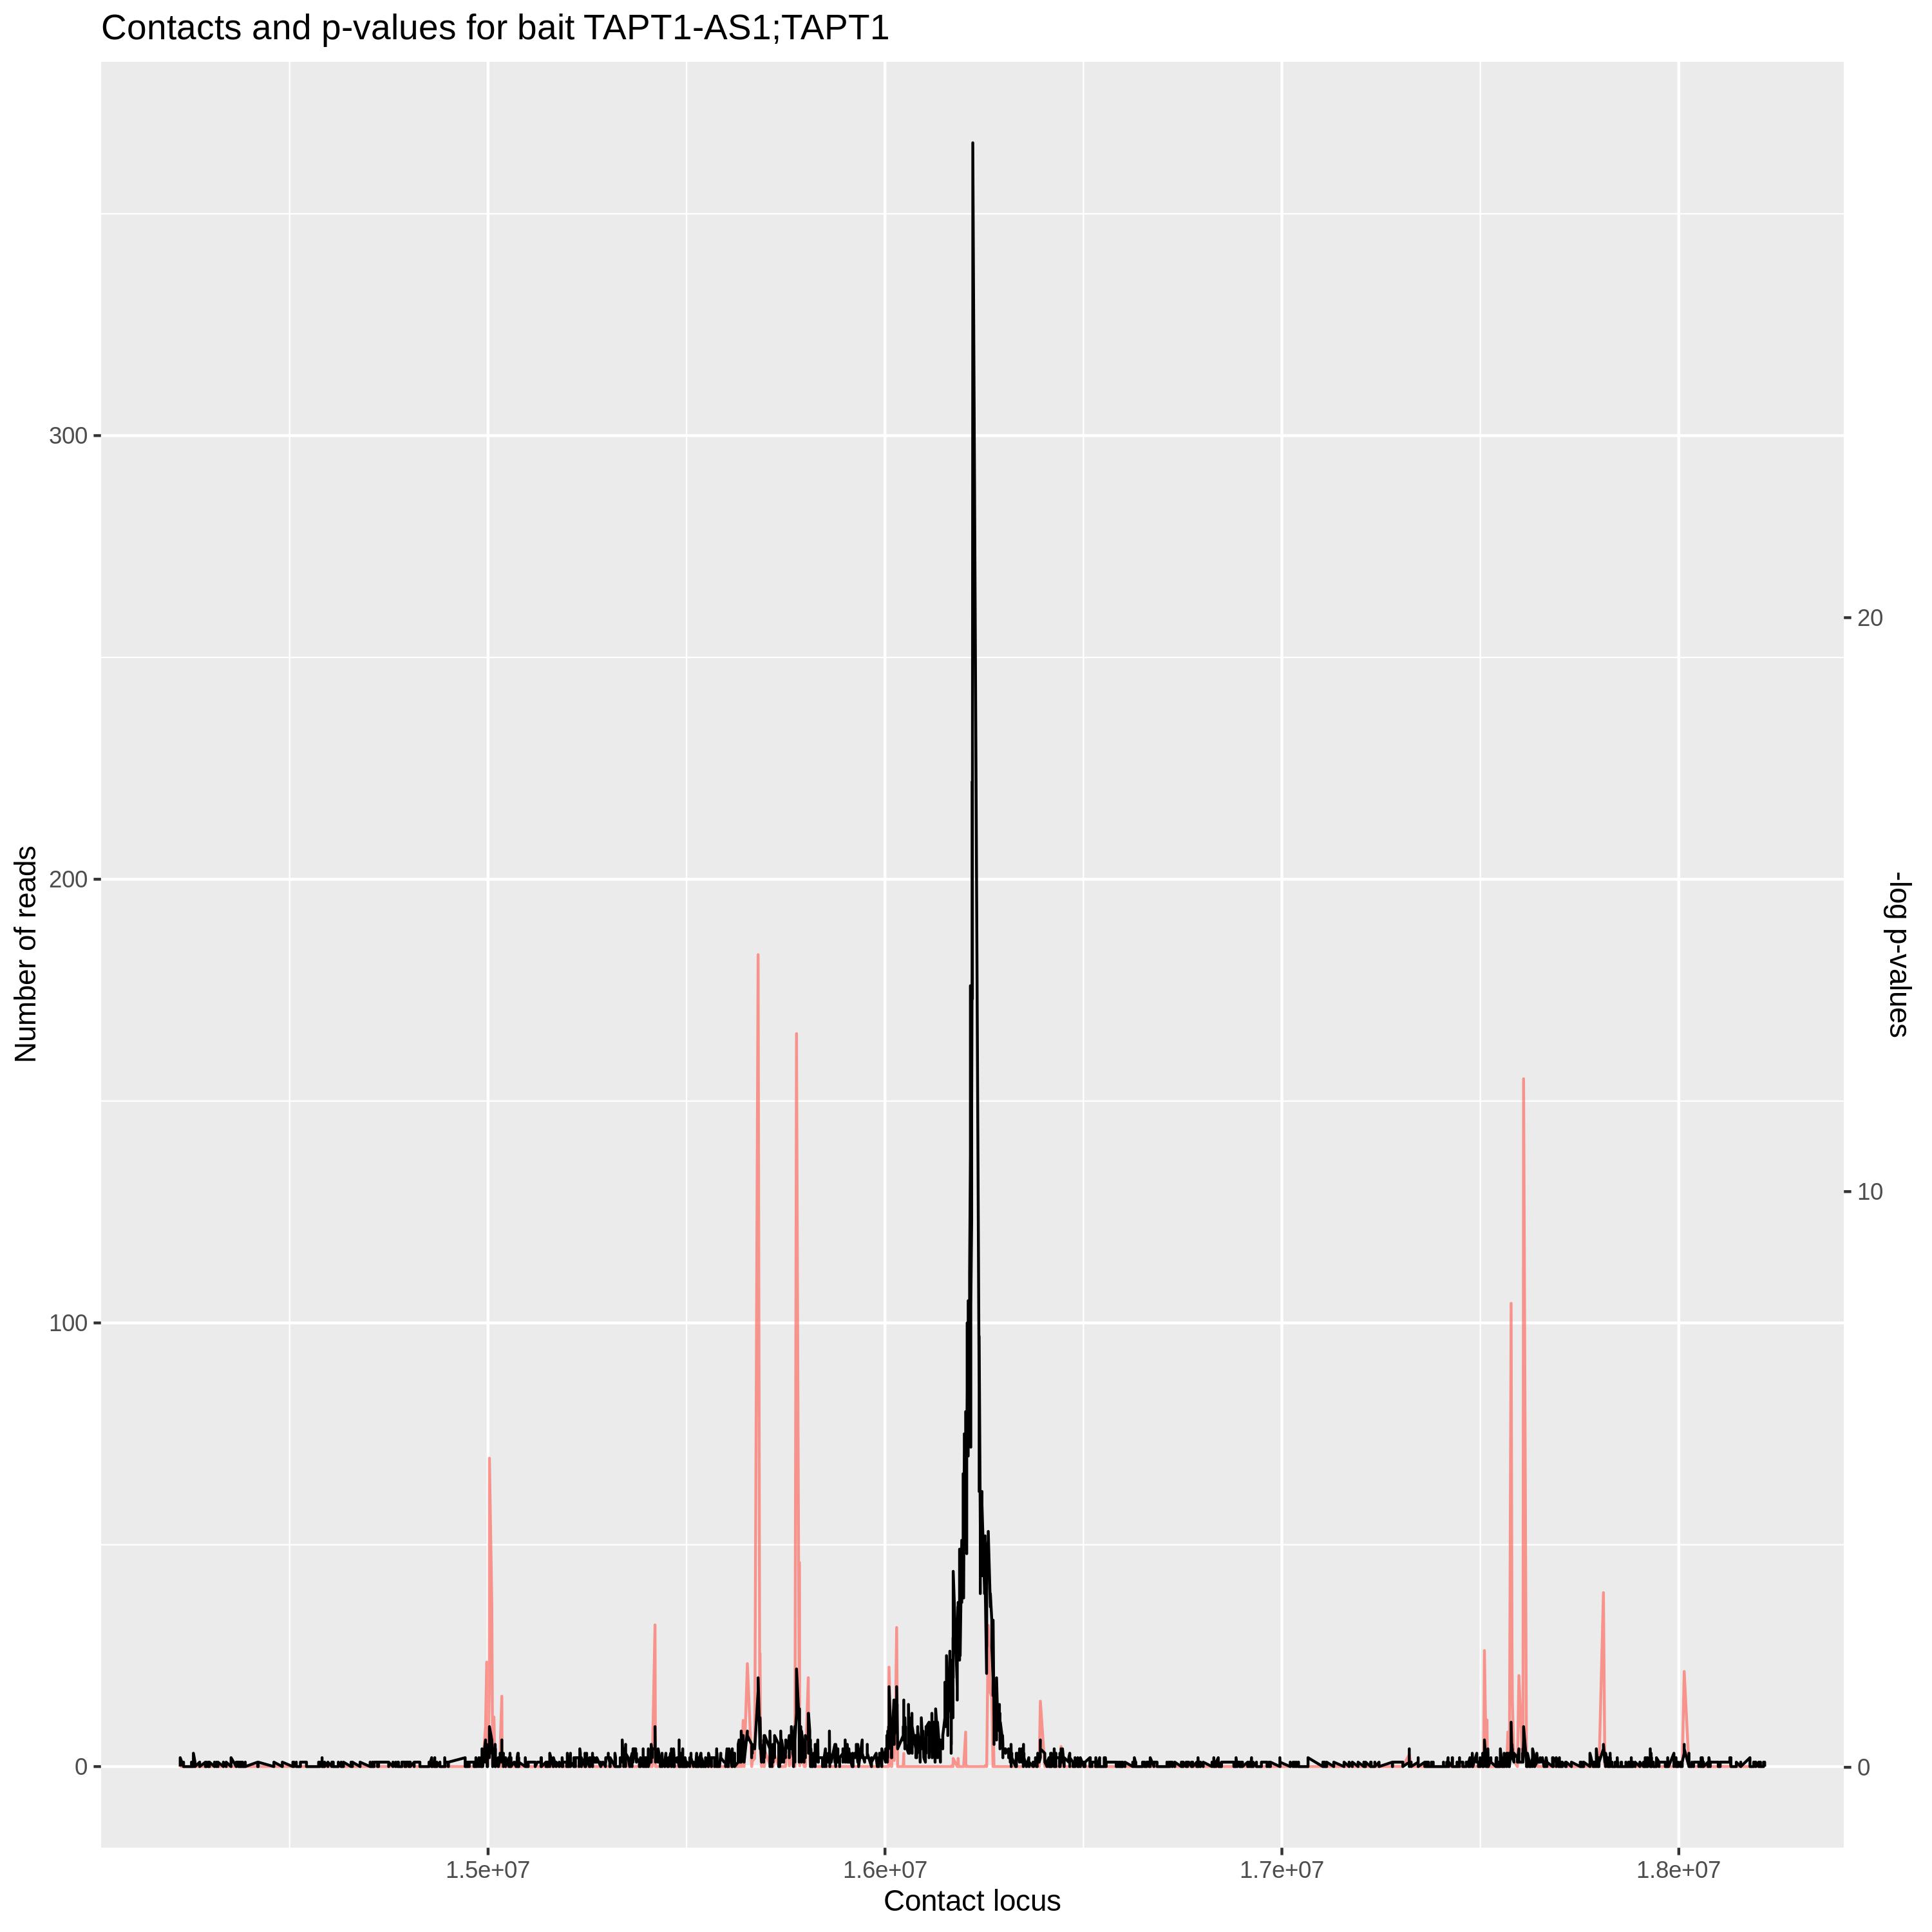 Contacts and p-values for bait TAPT1-AS1;TAPT1
300
200
100
0
Number of reads
20
10
0
-log p-values
1.5e+07
1.6e+07
1.7e+07
1.8e+07
Contact locus